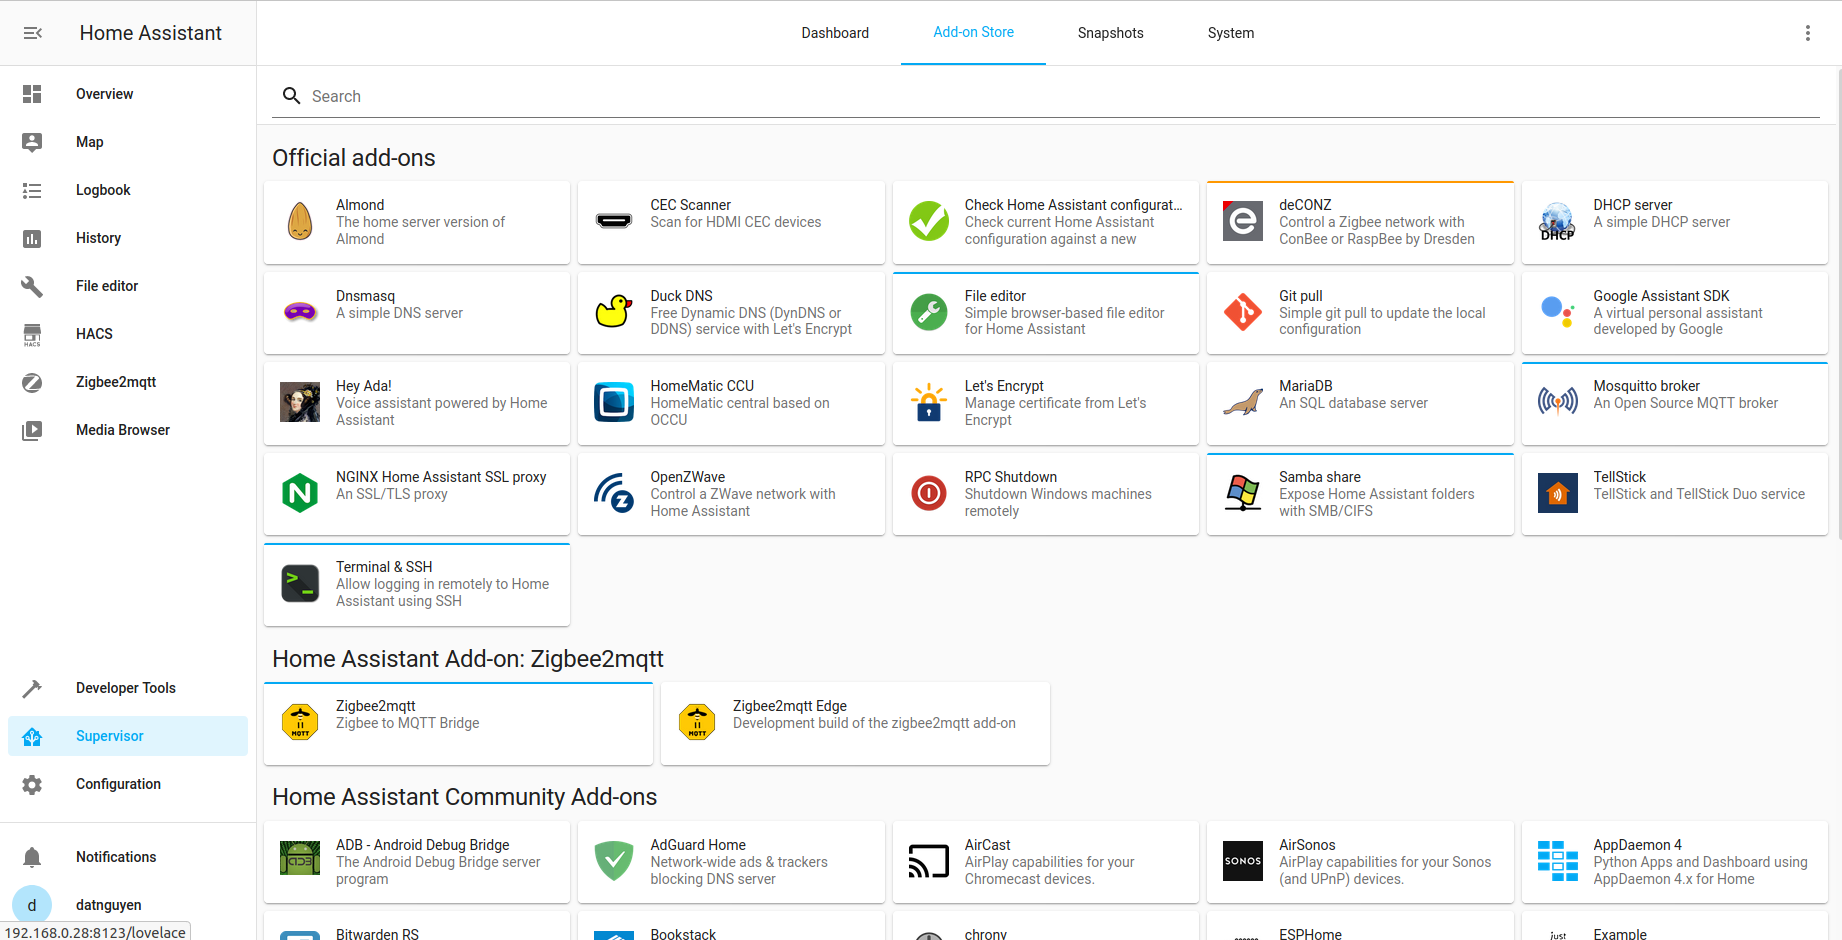 Home Assistant
Dashboard
Add-on Store
Snapshots
System
Overview
Map
Logbook
History
File editor
HACS
HACS
Zigbee2mqtt
Media Browser
Developer Tools
Supervisor
Configuration
Notifications
d
datnguyen
192.168.0.28:8123/lovelace
Search
Official add-ons
Almond
The home server version of
Almond
CEC Scanner
Scan for HDMI CEC devices
Check Home Assistant configurat...
Check current Home Assistant
configuration against a new
deCONZ
Control a Zigbee network with
ConBee or RaspBee by Dresden
DHCP
DHCP server
A simple DHCP server
Dnsmasq
A simple DNS server
Duck DNS
Free Dynamic DNS (DynDNS or
DDNS) service with Let's Encrypt
File editor
Simple browser-based file editor
for Home Assistant
Git pull
Simple git pull to update the local
configuration
Google Assistant SDK
A virtual personal assistant
developed by Google
Hey Ada!
Voice assistant powered by Home
Assistant
HomeMatic CCU
HomeMatic central based on
OCCU
Let's Encrypt
Manage certificate from Let's
Encrypt
MariaDB
An SQL database server
Mosquitto broker
An Open Source MQTT broker
NGINX Home Assistant SSL proxy
An SSL/TLS proxy
OpenZWave
Control a ZWave network with
Home Assistant
RPC Shutdown
Shutdown Windows machines
remotely
Samba share
Expose Home Assistant folders
with SMB/CIFS
TellStick
TellStick and TellStick Duo service
Terminal & SSH
Allow logging in remotely to Home
Assistant using SSH
Home Assistant Add-on: Zigbee2mqtt
MQTT
Zigbee2mqtt
Zigbee to MQTT Bridge
MQTT
Zigbee2mqtt Edge
Development build of the zigbee2mqtt add-on
Home Assistant Community Add-ons
ADB
ADB - Android Debug Bridge
The Android Debug Bridge server
program
AdGuard Home
Network-wide ads & trackers
blocking DNS server
AirCast
AirPlay capabilities for your
Chromecast devices.
SONOS
AirSonos
AirPlay capabilities for your Sonos
(and UPnP) devices.
AppDaemon 4
Python Apps and Dashboard using
AppDaemon 4.x for Home
Bitwarden RS
Bookstack
chrony
ESPHome
just
Example